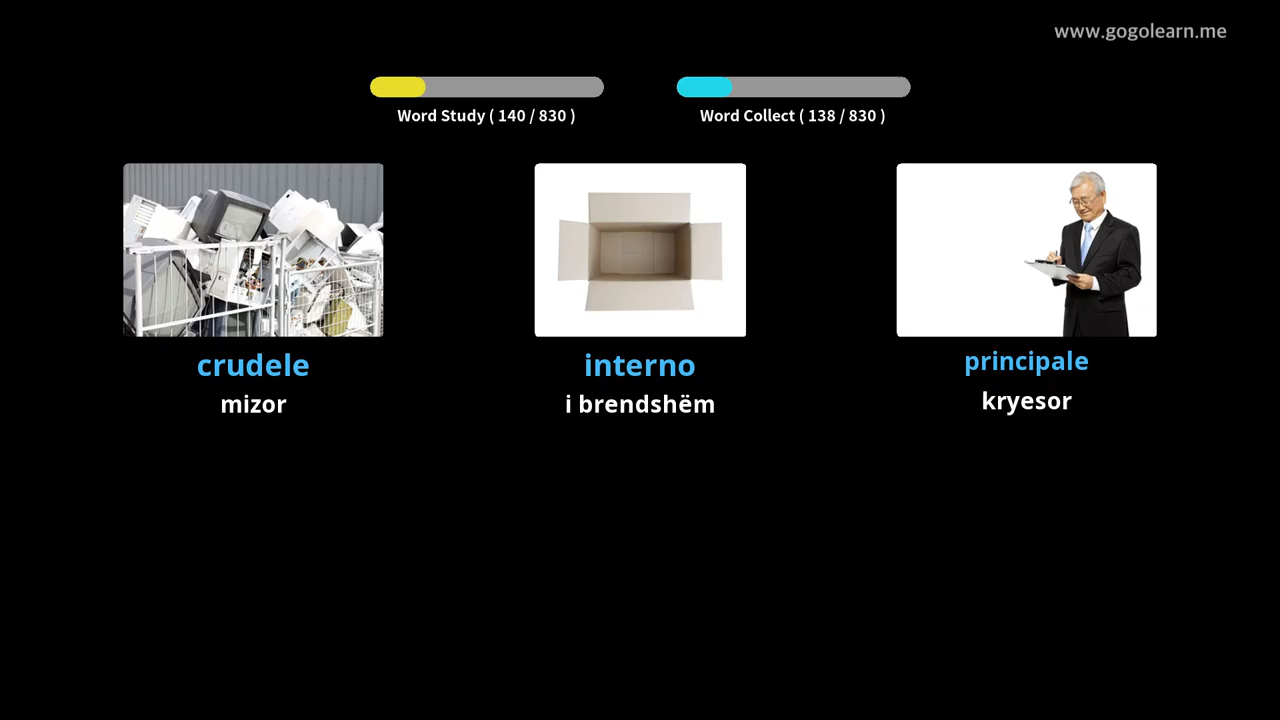 www.gogolearn.me
Word Study ( 140 / 830 )
Word Collect ( 138 / 830 )
crudele
mizor
interno
i brendshëm
principale
kryesor